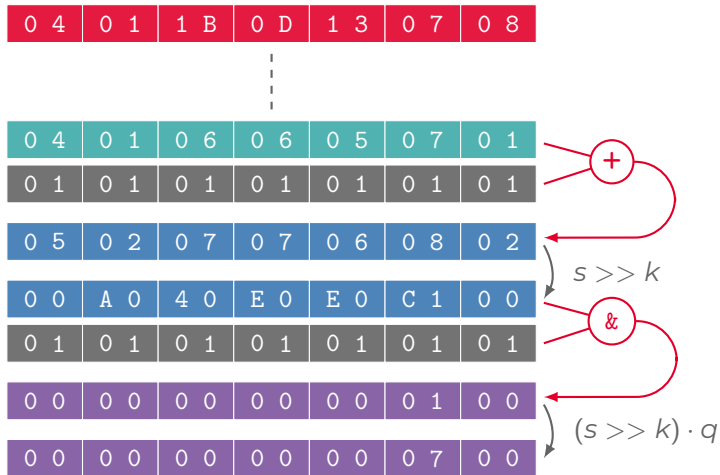 04 01 1B 0D 13 07 08
04 01 06 06 05 07 01
+
01 01 01 01 01 01 01
05 02 07 07 06 08 02
s >> k
00 A0 40 E0 E0 C1 00
&
01 01 01 01 01 01 01
00 00 00 00 00 01 00
(s >> k) · q
00 00 00 00 00 07 00